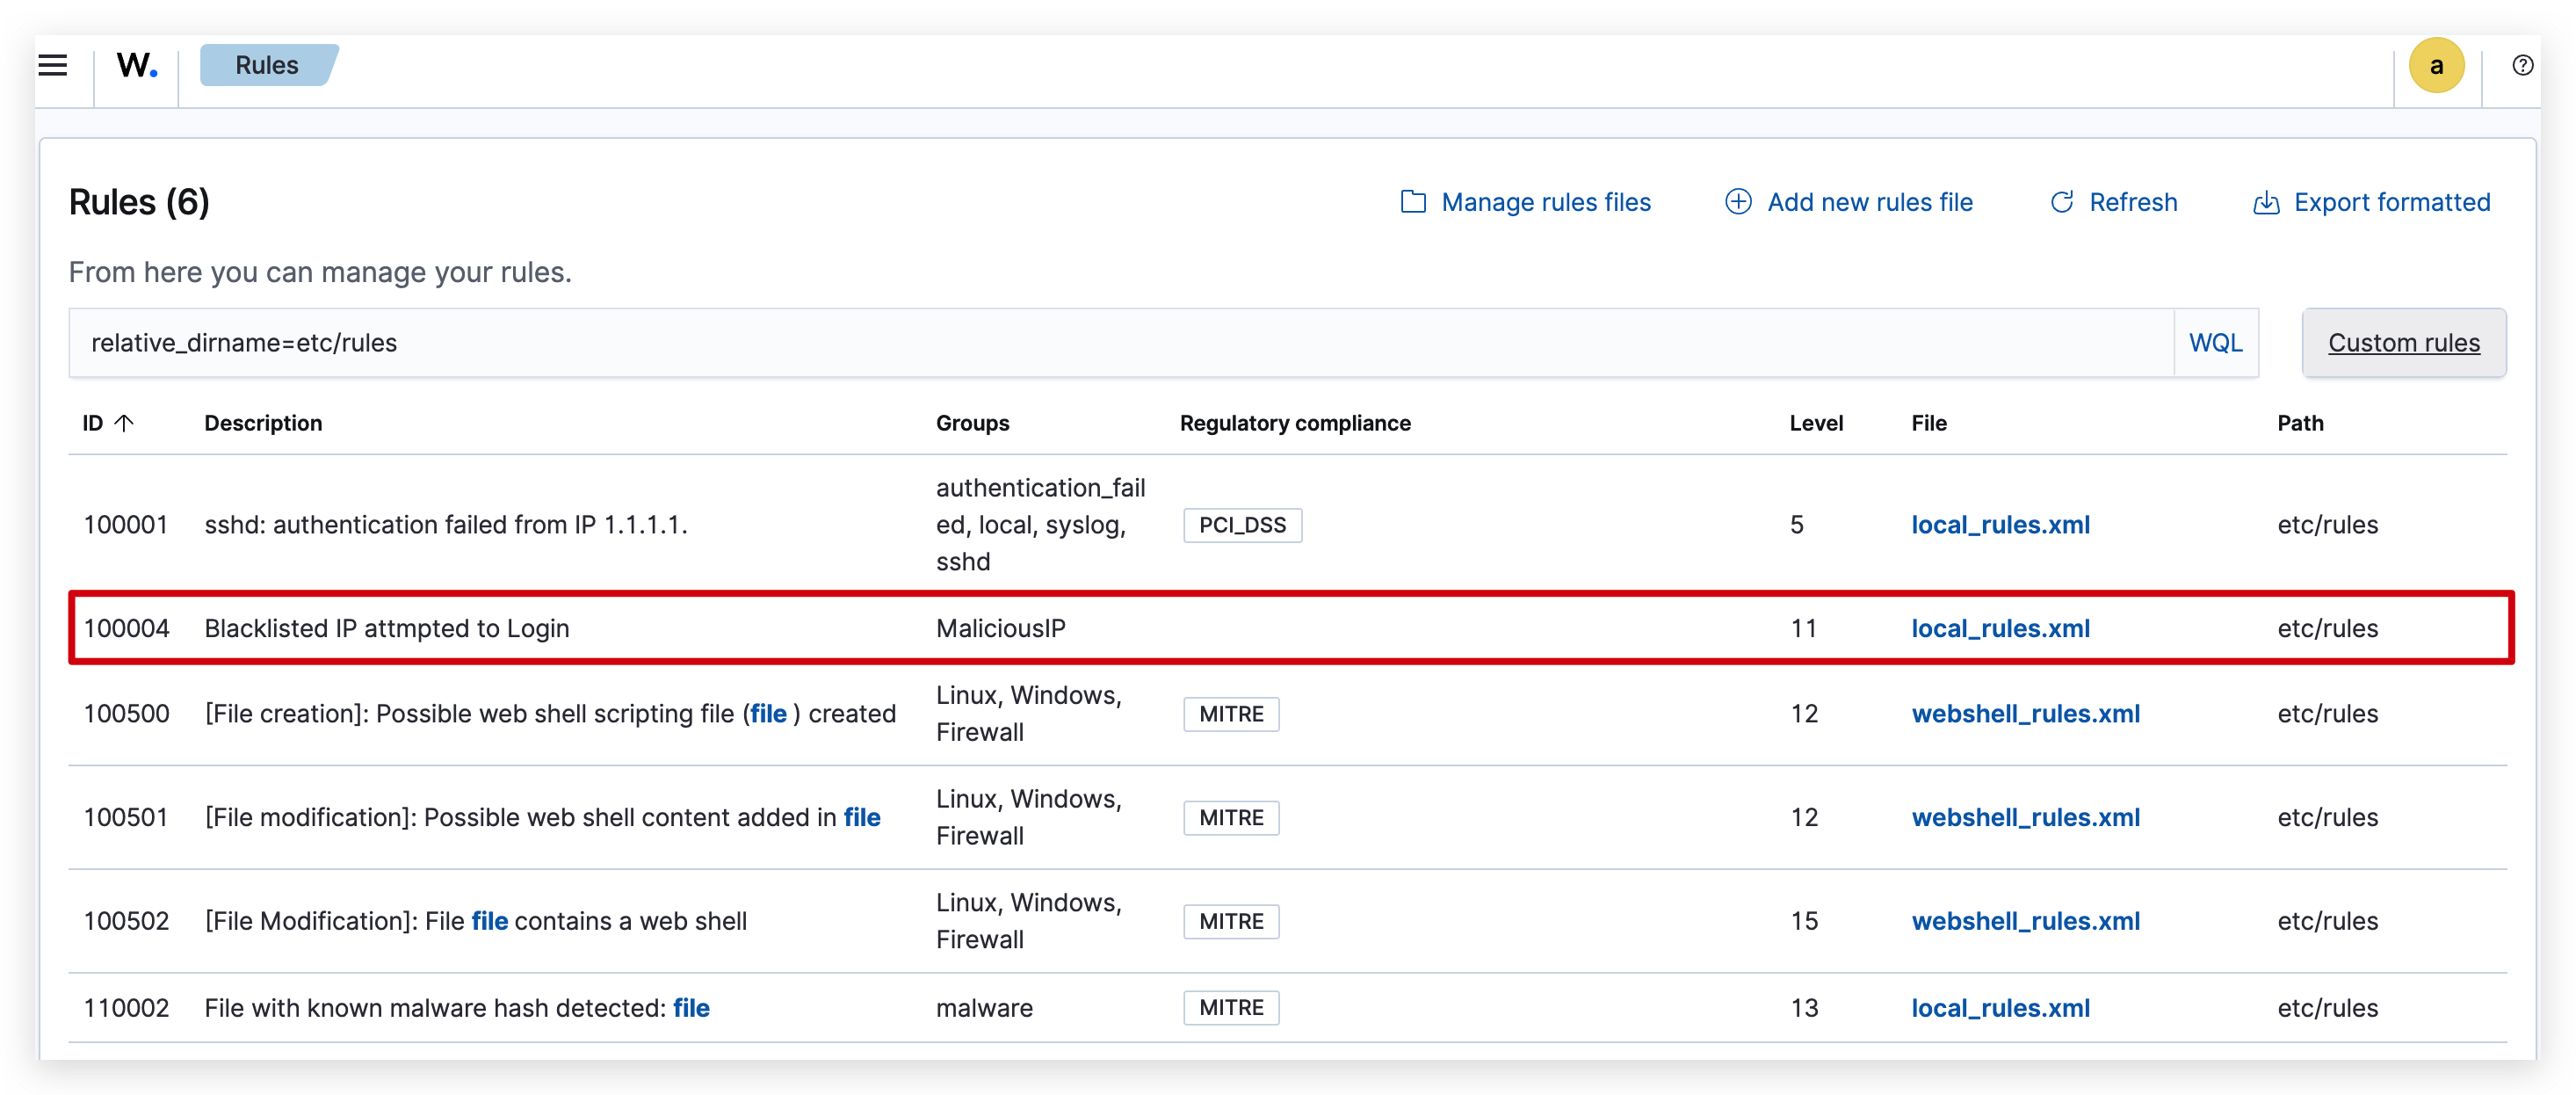 W. Rules a
Rules (6) Manage rules files Add new rules file Refresh Export formatted
From here you can manage your rules.
relative_dirname=etc/rules WQL Custom rules
ID Description Groups Regulatory compliance Level File Path
100001 sshd: authentication failed from IP 1.1.1.1. authentication_fail
ed, local, syslog,
sshd PCI_DSS 5 local_rules.xml etc/rules
100004 Blacklisted IP attmpted to Login MaliciousIP 11 local_rules.xml etc/rules
100500 [File creation]: Possible web shell scripting file (file ) created Linux, Windows,
Firewall MITRE 12 webshell_rules.xml etc/rules
100501 [File modification]: Possible web shell content added in file Linux, Windows,
Firewall MITRE 12 webshell_rules.xml etc/rules
100502 [File Modification]: File file contains a web shell Linux, Windows,
Firewall MITRE 15 webshell_rules.xml etc/rules
110002 File with known malware hash detected: file malware MITRE 13 local_rules.xml etc/rules